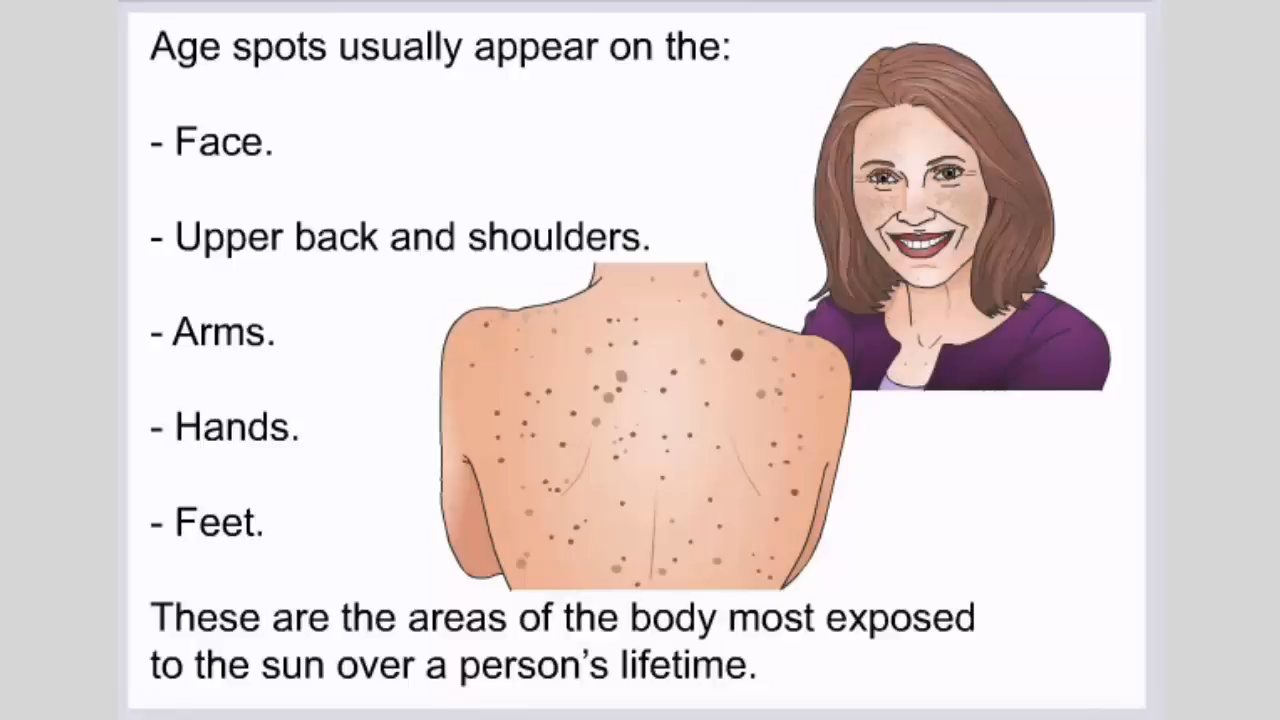 Age spots usually appear on the:
- Face.
- Upper back and shoulders.
- Arms.
- Hands.
- Feet.
These are the areas of the body most exposed
to the sun over a person’s lifetime.